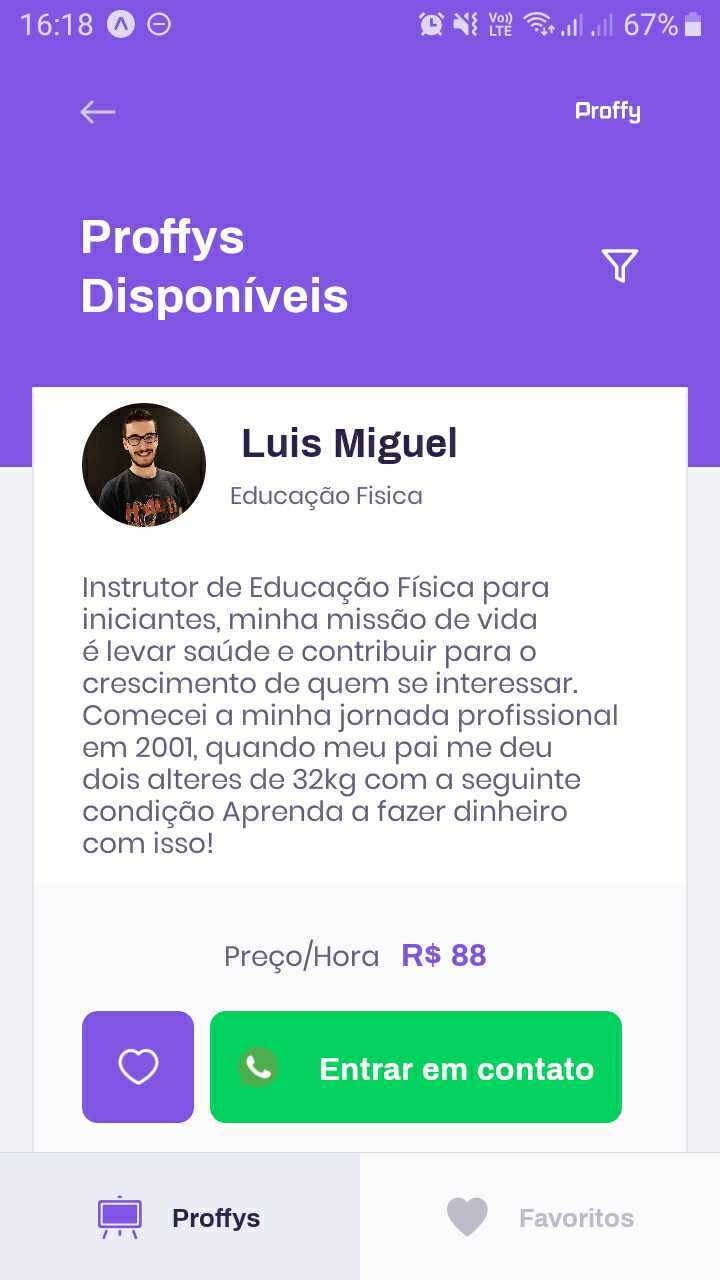 16:18
Vo))
LTE
67%
Proffy
Proffys
Disponíveis
Luis Miguel
Educação Fisica
Instrutor de Educação Física para
iniciantes, minha missão de vida
é levar saúde e contribuir para o
crescimento de quem se interessar.
Comecei a minha jornada profissional
em 2001, quando meu pai me deu
dois alteres de 32kg com a seguinte
condição Aprenda a fazer dinheiro
com isso!
Preço/Hora R$ 88
Entrar em contato
Proffys
Favoritos